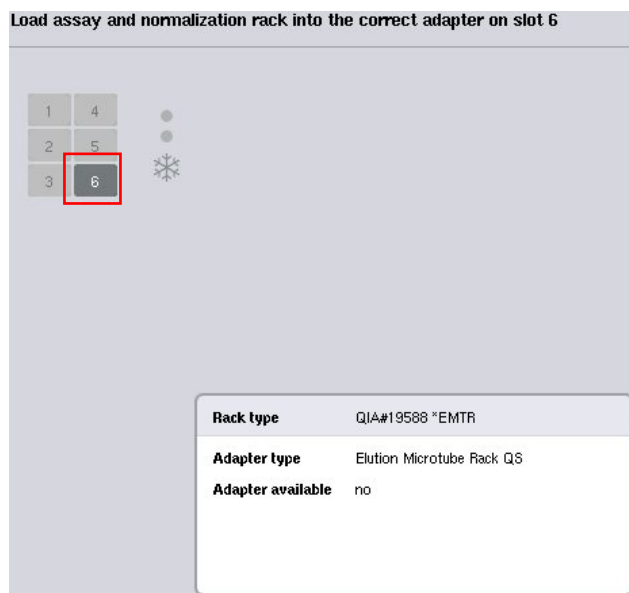 Load assay and normalization rack into the correct adapter on slot 6
1 4
2 5
3 6
Rack type QIA#19588 *EMTR
Adapter type Elution Microtube Rack QS
Adapter available no